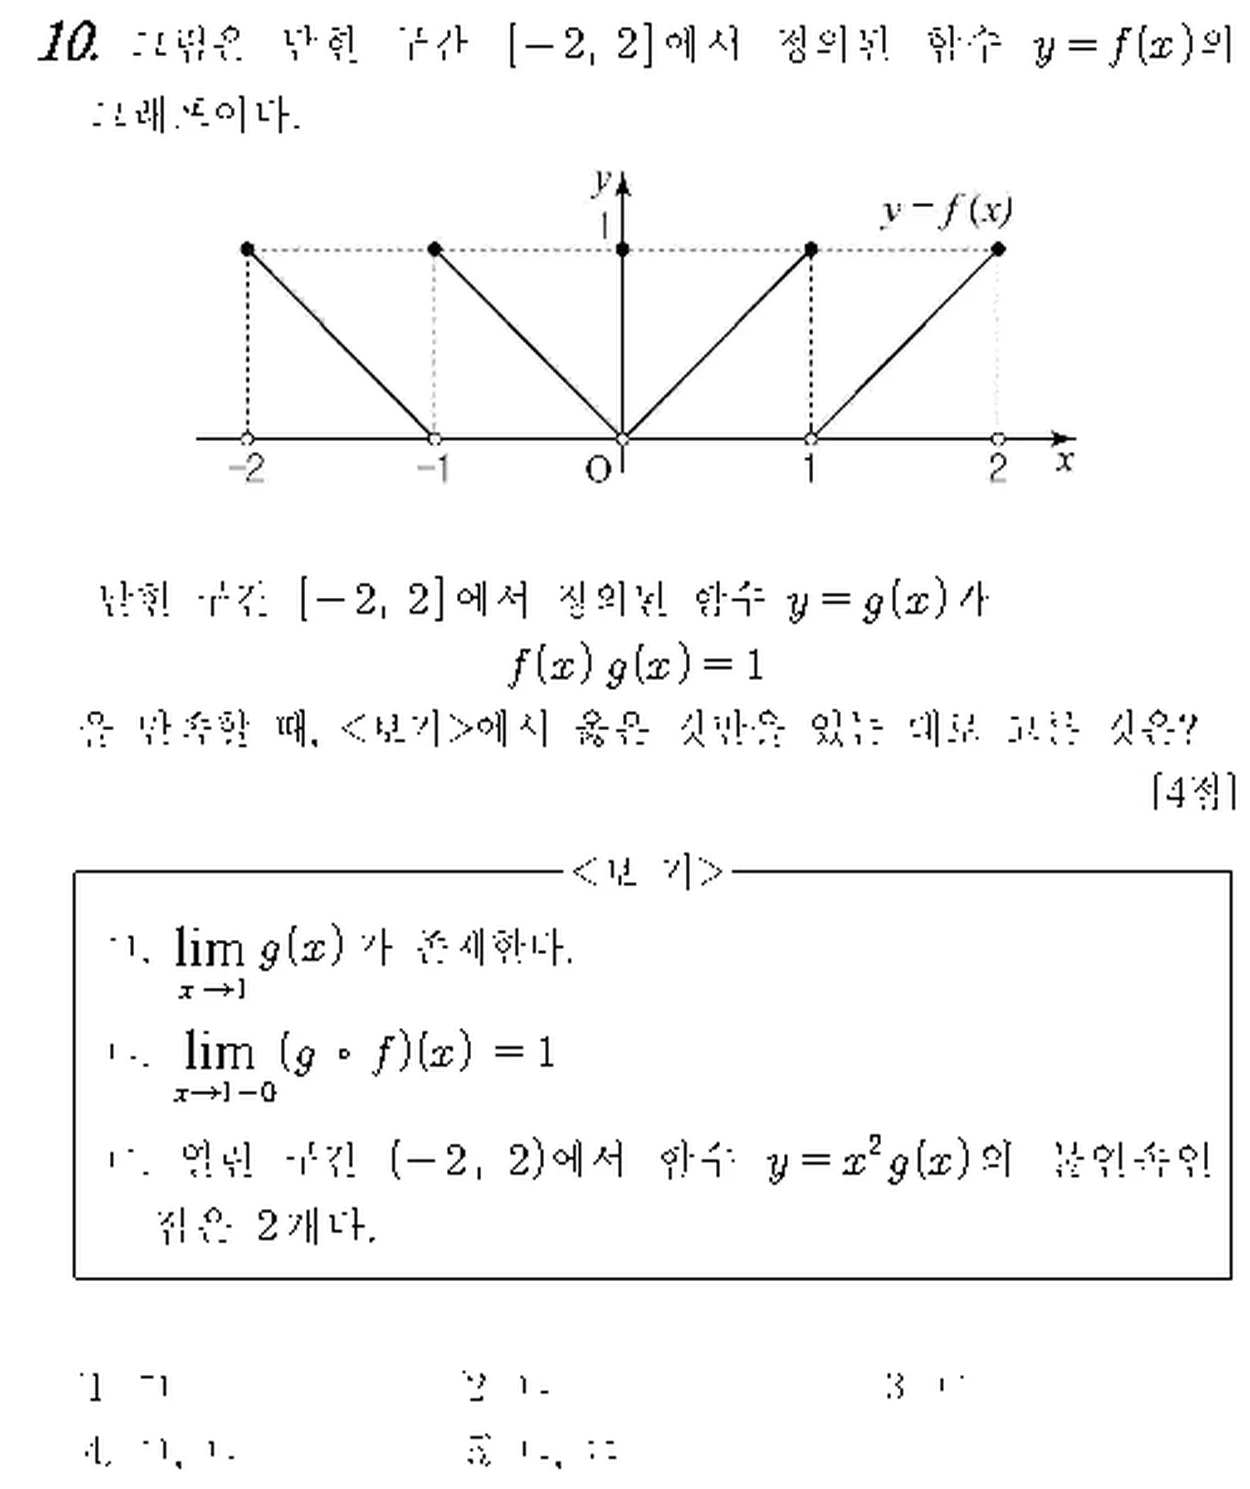 10. 그림은 닫힌 구간 [-2, 2]에서 정의된 함수 y=f(x)의
그래프이다.
y
1
y=f(x)
-2 -1 O 1 2 x
닫힌 구간 [-2, 2]에서 정의된 함수 y=g(x)가
f(x)g(x)=1
을 만족할 때, <보기>에서 옳은 것만을 있는 대로 고른 것은?
[4점]
<보 기>
ㄱ. lim x→1 g(x)가 존재한다.
ㄴ. lim x→1-0 (g∘f)(x)=1
ㄷ. 열린 구간 (-2, 2)에서 함수 y=x²g(x)의 불연속인
점은 2개다.
① ㄱ ② ㄴ ③ ㄷ
④ ㄱ, ㄴ ⑤ ㄴ, ㄷ